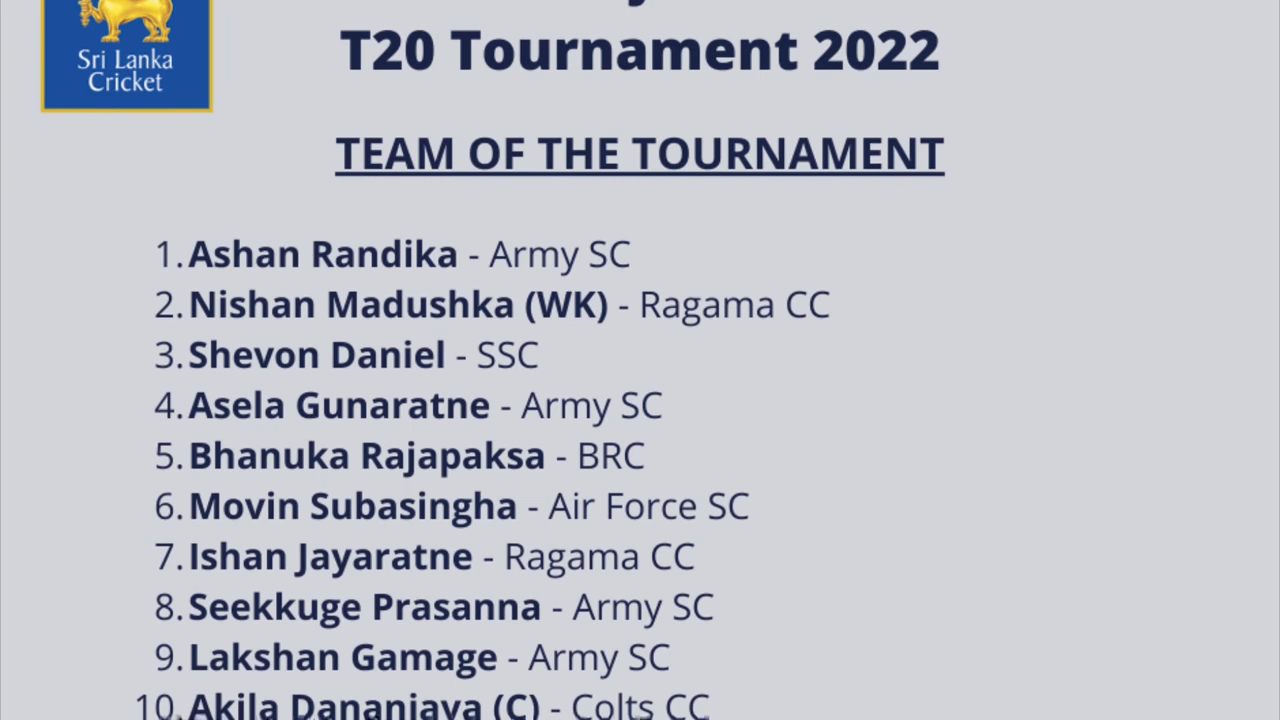 Sri Lanka
Cricket
T20 Tournament 2022
TEAM OF THE TOURNAMENT
1. Ashan Randika - Army SC
2. Nishan Madushka (WK) - Ragama CC
3. Shevon Daniel - SSC
4. Asela Gunaratne - Army SC
5. Bhanuka Rajapaksa - BRC
6. Movin Subasingha - Air Force SC
7. Ishan Jayaratne - Ragama CC
8. Seekkuge Prasanna - Army SC
9. Lakshan Gamage - Army SC
10. Akila Dananjaya (C) - Colts CC